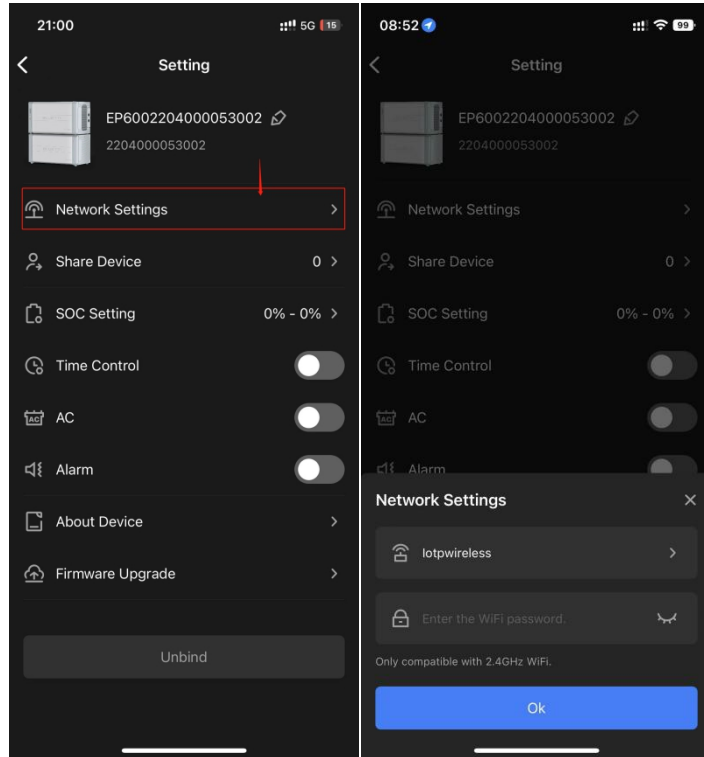 21:00 5G 15
Setting
EP6002204000053002
2204000053002
Network Settings
Share Device 0
SOC Setting 0% - 0%
Time Control
AC AC
Alarm
About Device
Firmware Upgrade
Unbind
08:52 99
Setting
EP6002204000053002
2204000053002
Network Settings
Share Device 0
SOC Setting 0% - 0%
Time Control
AC AC
Alarm
Network Settings
lotpwireless
Enter the WiFi password.
Only compatible with 2.4GHz WiFi.
Ok